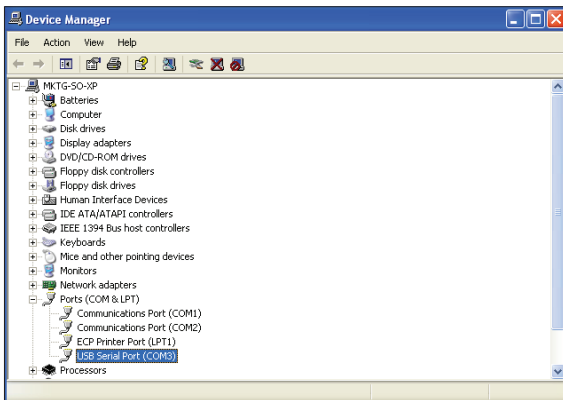 Device Manager
File Action View Help
MKTG-SO-XP
Batteries
Computer
Disk drives
Display adapters
DVD/CD-ROM drives
Floppy disk controllers
Floppy disk drives
Human Interface Devices
IDE ATA/ATAPI controllers
IEEE 1394 Bus host controllers
Keyboards
Mice and other pointing devices
Monitors
Network adapters
Ports (COM & LPT)
Communications Port (COM1)
Communications Port (COM2)
ECP Printer Port (LPT1)
USB Serial Port (COM3)
Processors